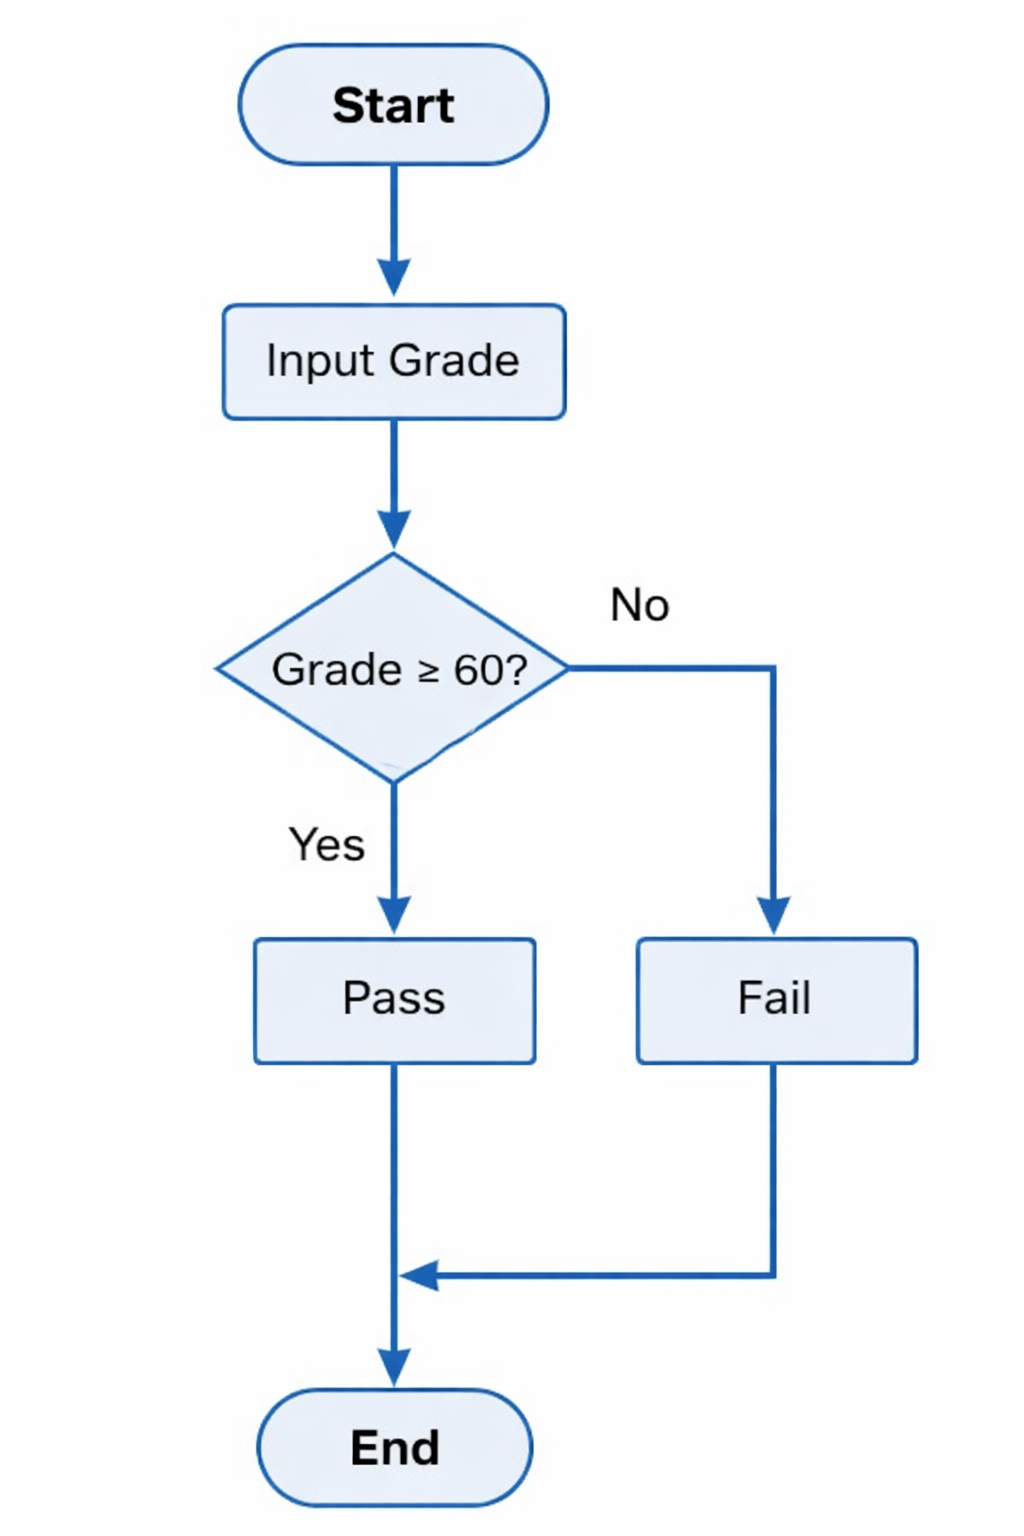 Start
Input Grade
Grade ≥ 60?
No
Yes
Pass
Fail
End